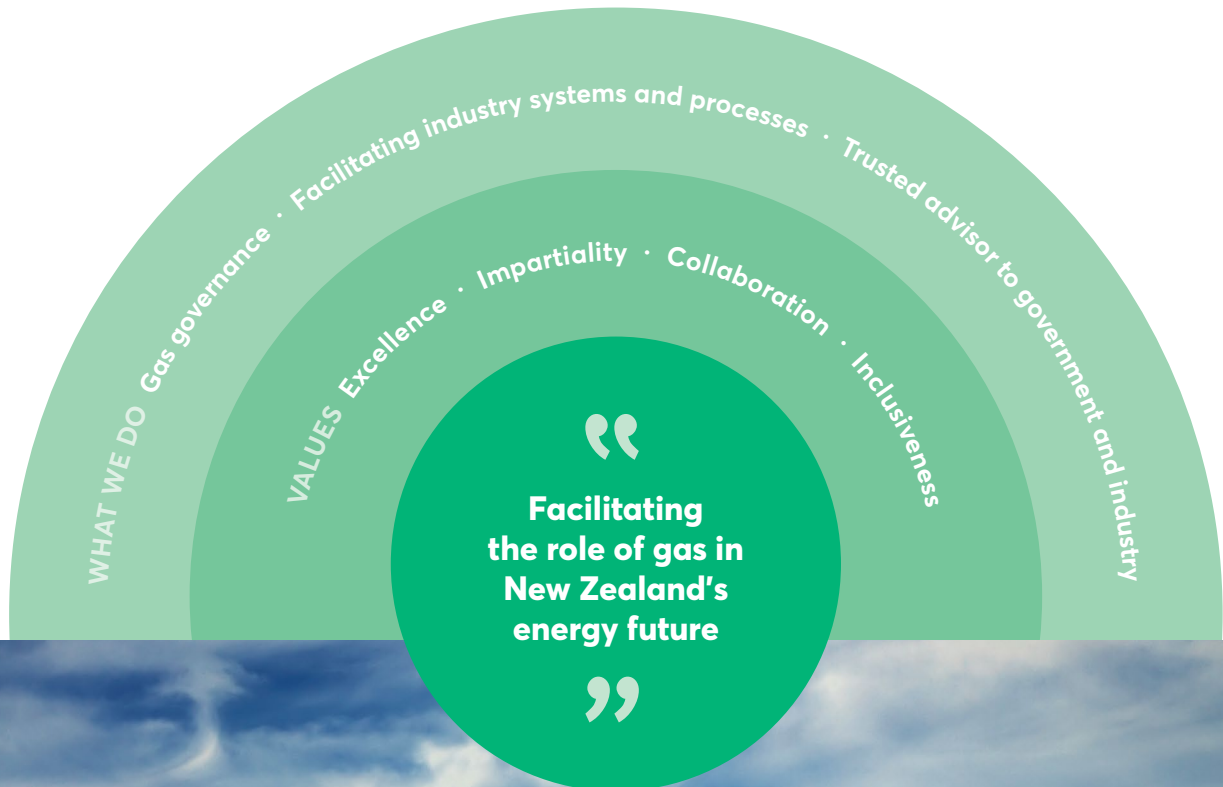 WHAT WE DO Gas governance · Facilitating industry systems and processes · Trusted advisor to government and industry
VALUES Excellence · Impartiality · Collaboration · Inclusiveness
“
Facilitating
the role of gas in
New Zealand’s
energy future
”